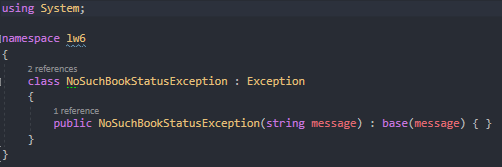 using System;
namespace lw6
{
2 references
class NoSuchBookStatusException : Exception
{
1 reference
public NoSuchBookStatusException(string message) : base(message) { }
}
}